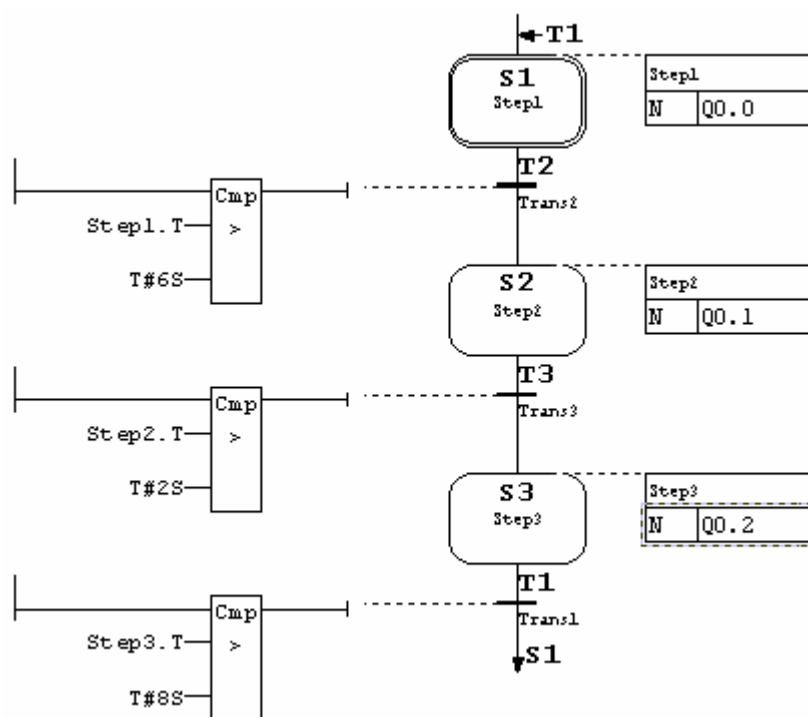 T1
S1
Step1
Step1
N Q0.0
T2
Trans2
Cmp
Step1.T
>
T#6S
S2
Step2
Step2
N Q0.1
T3
Trans3
Cmp
Step2.T
>
T#2S
S3
Step3
Step3
N Q0.2
T1
Trans1
Cmp
Step3.T
>
T#8S
S1